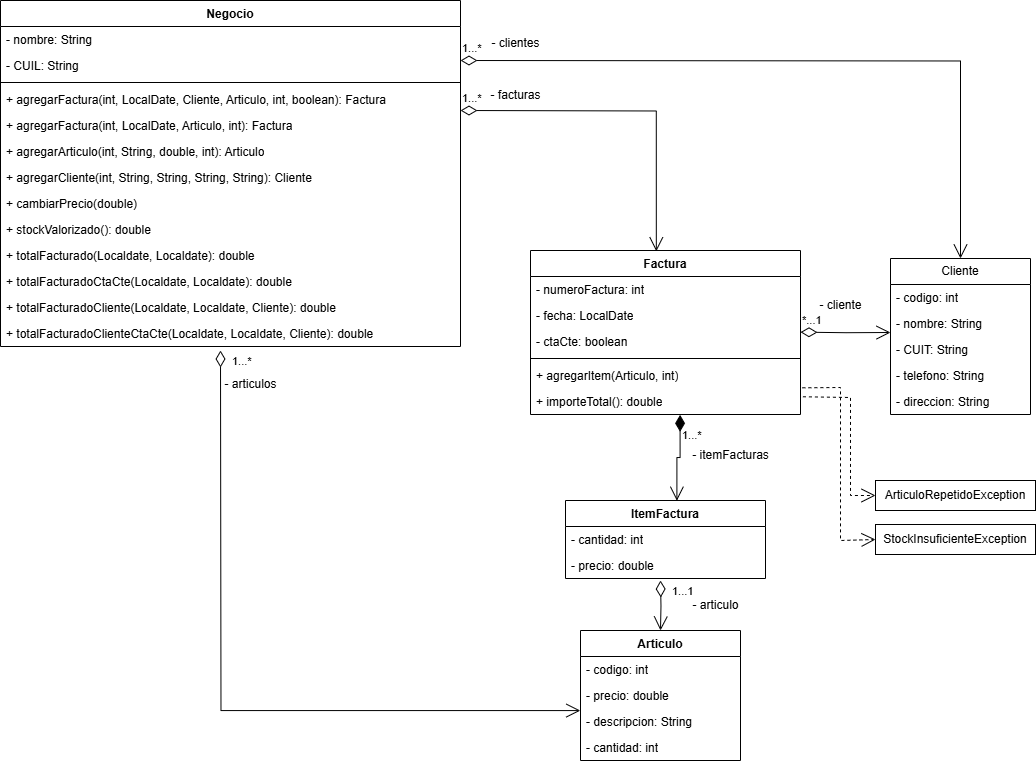 Negocio
- nombre: String
- CUIL: String
+ agregarFactura(int, LocalDate, Cliente, Articulo, int, boolean): Factura
+ agregarFactura(int, LocalDate, Articulo, int): Factura
+ agregarArticulo(int, String, double, int): Articulo
+ agregarCliente(int, String, String, String, String): Cliente
+ cambiarPrecio(double)
+ stockValorizado(): double
+ totalFacturado(Localdate, Localdate): double
+ totalFacturadoCtaCte(Localdate, Localdate): double
+ totalFacturadoCliente(Localdate, Localdate, Cliente): double
+ totalFacturadoClienteCtaCte(Localdate, Localdate, Cliente): double
1...*
- clientes
1...*
- facturas
1...*
- articulos
Factura
- numeroFactura: int
- fecha: LocalDate
- ctaCte: boolean
+ agregarItem(Articulo, int)
+ importeTotal(): double
- cliente
*...1
Cliente
- codigo: int
- nombre: String
- CUIT: String
- telefono: String
- direccion: String
1...*
- itemFacturas
ArticuloRepetidoException
StockInsuficienteException
ItemFactura
- cantidad: int
- precio: double
1...1
- articulo
Articulo
- codigo: int
- precio: double
- descripcion: String
- cantidad: int